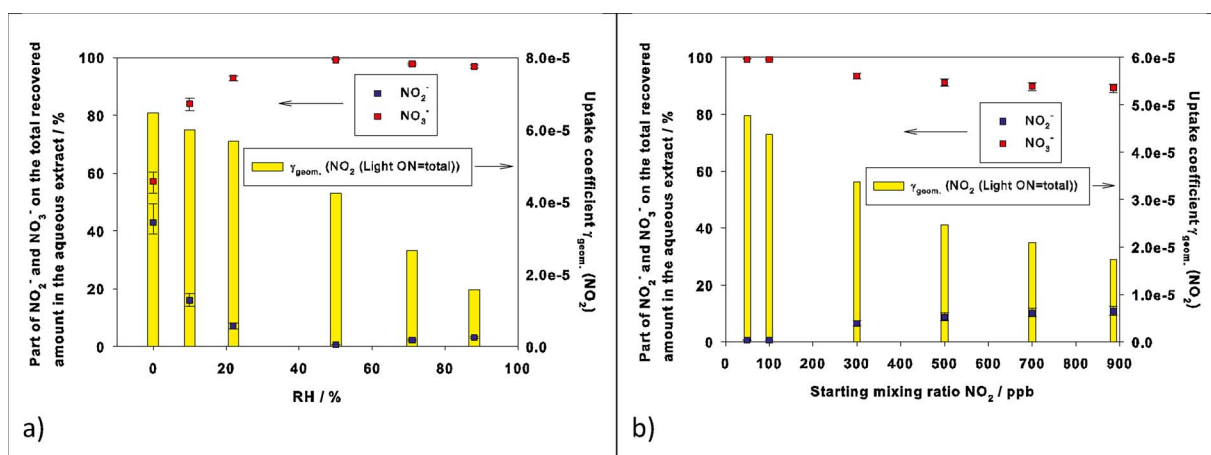 Part of NO₂⁻ and NO₃⁻ on the total recovered
amount in the aqueous extract / %
100
80
60
40
20
0
NO₂⁻
NO₃⁻
γgeom. (NO₂ (Light ON=total))
8.0e-5
6.0e-5
4.0e-5
2.0e-5
0.0
Uptake coefficient γgeom. (NO₂)
0
20
40
60
80
100
RH / %
a)
Part of NO₂⁻ and NO₃⁻ on the total recovered
amount in the aqueous extract / %
100
80
60
40
20
0
NO₂⁻
NO₃⁻
γgeom. (NO₂ (Light ON=total))
6.0e-5
5.0e-5
4.0e-5
3.0e-5
2.0e-5
1.0e-5
0.0
Uptake coefficient γgeom. (NO₂)
0
100
200
300
400
500
600
700
800
900
Starting mixing ratio NO₂ / ppb
b)